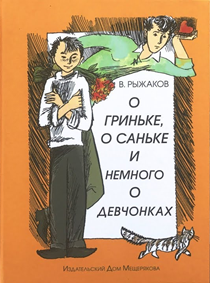 В. РЫЖАКОВ
О
ГРИНЬКЕ,
О САНЬКЕ
И
НЕМНОГО
О
ДЕВЧОНКАХ
ИЗДАТЕЛЬСКИЙ ДОМ МЕЩЕРЯКОВА